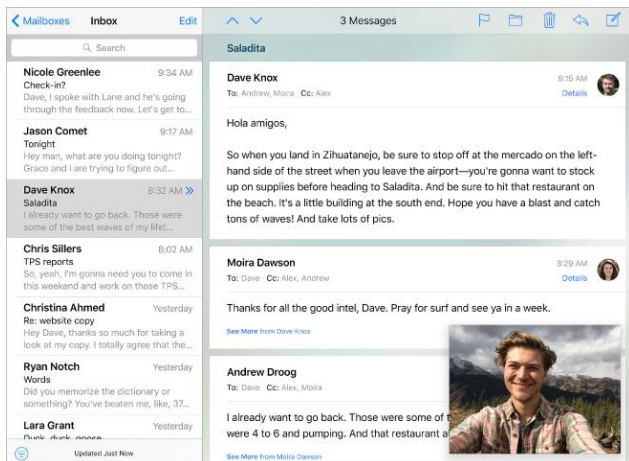 Mailboxes Inbox Edit
Search
Nicole Greenlee 9:34 AM
Check-in?
Dave, I spoke with Lane and he's going
through the feedback now. Let's get to...
Jason Comet 9:17 AM
Tonight
Hey man, what are you doing tonight?
Grace and I are trying to figure out...
Dave Knox 8:32 AM
Saladita
I already want to go back. Those were
some of the best waves of my life!...
Chris Sillers 8:02 AM
TPS reports
So, yeah, I'm gonna need you to come in
this weekend and work on those TPS...
Christina Ahmed Yesterday
Re: website copy
Hey Dave, thanks so much for taking a
look at my copy. I totally agree that the...
Ryan Notch Yesterday
Words
Did you memorize the dictionary or
something? You've beaten me, like, 37...
Lara Grant Yesterday
Duck, duck, goose
Updated Just Now
3 Messages
Saladita
Dave Knox 8:15 AM
To: Andrew, Moira Cc: Alex Details
Hola amigos,
So when you land in Zihuatanejo, be sure to stop off at the mercado on the left-
hand side of the street when you leave the airport—you're gonna want to stock
up on supplies before heading to Saladita. And be sure to hit that restaurant on
the beach. It's a little building at the south end. Hope you have a blast and catch
tons of waves! And take lots of pics.
Moira Dawson 8:29 AM
To: Dave Cc: Alex, Andrew Details
Thanks for all the good intel, Dave. Pray for surf and see ya in a week.
See More from Dave Knox
Andrew Droog
To: Dave Cc: Alex, Moira
I already want to go back. Those were some of
were 4 to 6 and pumping. And that restaurant
See More from Moira Dawson